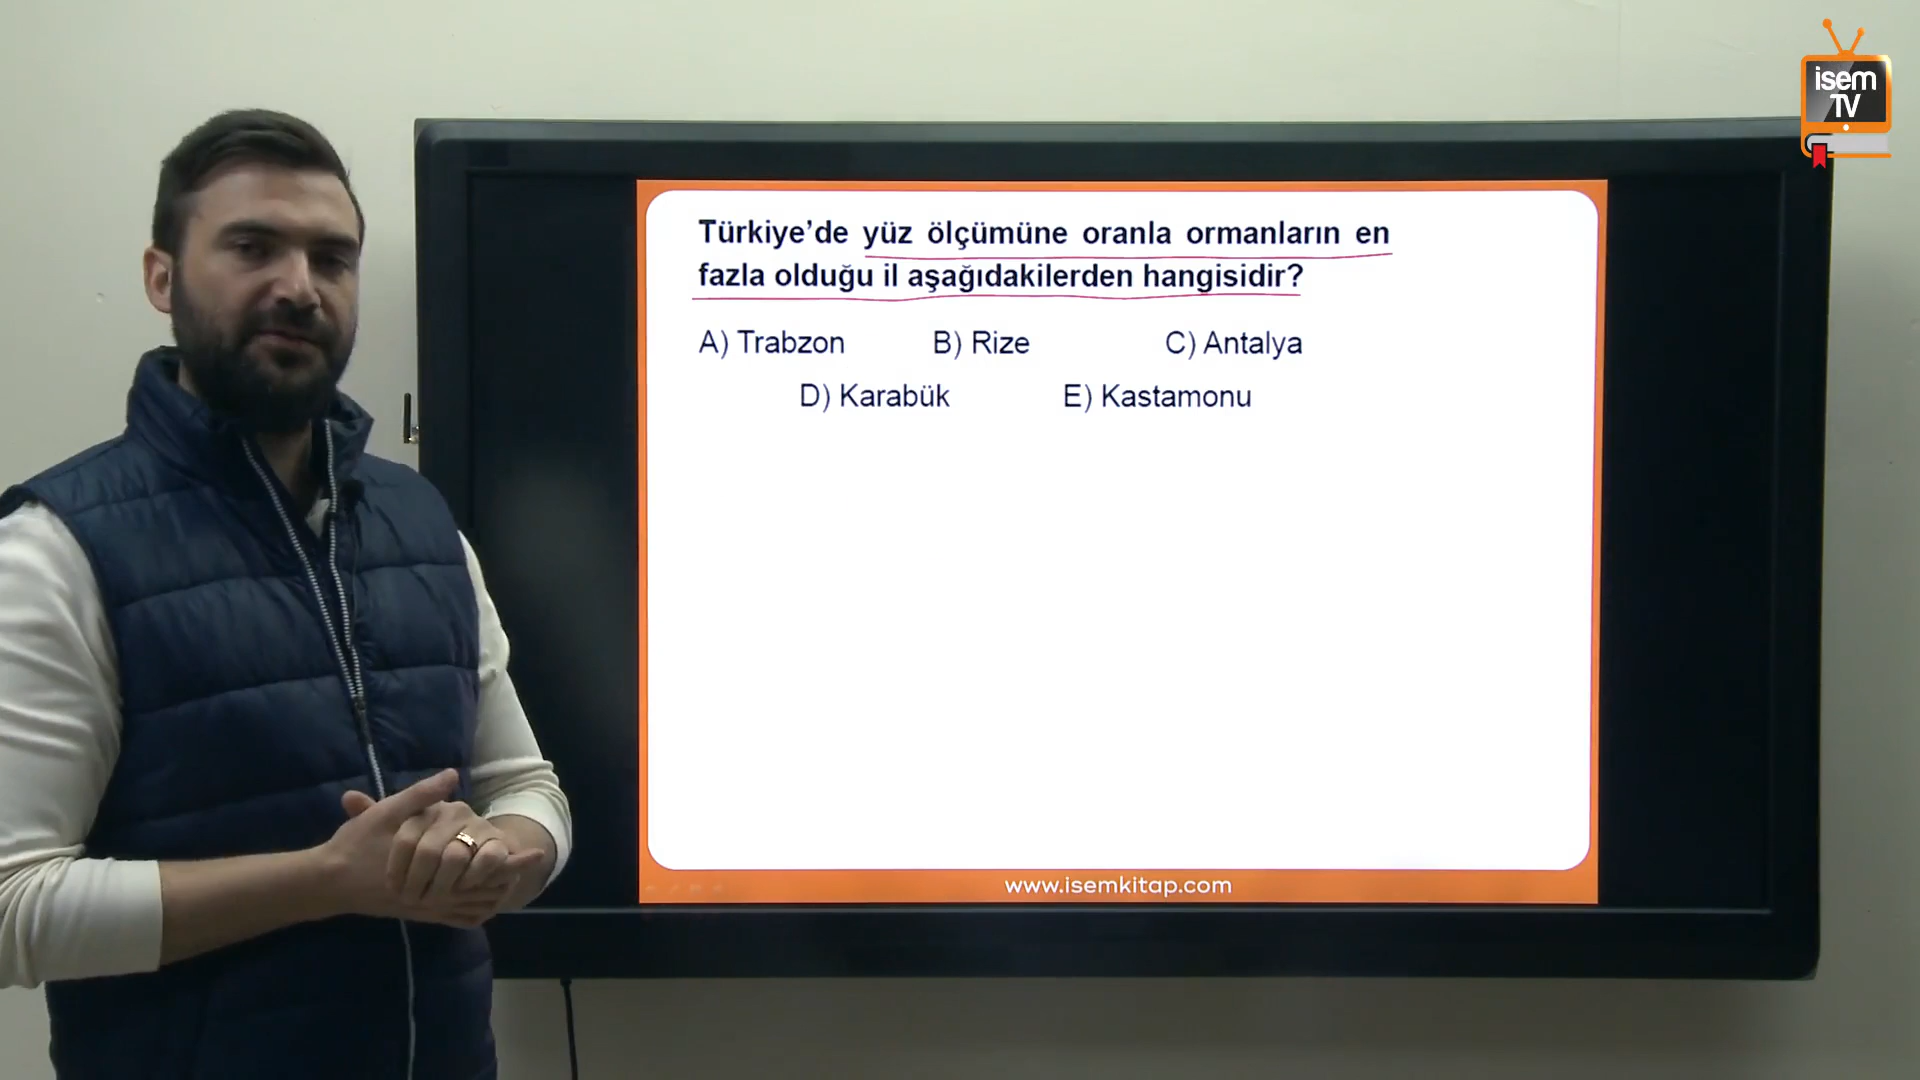 isem
TV
Türkiye’de yüz ölçümüne oranla ormanların en
fazla olduğu il aşağıdakilerden hangisidir?
A) Trabzon B) Rize C) Antalya
D) Karabük E) Kastamonu
www.isemkitap.com